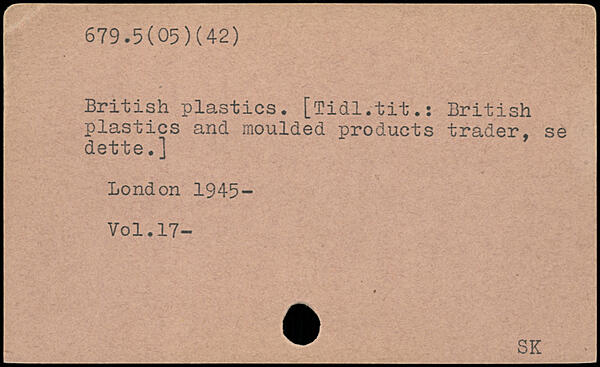 679.5(05)(42)
British plastics. [Tidl.tit.: British
plastics and moulded products trader, se
dette.]
London 1945-
Vol.17-
SK